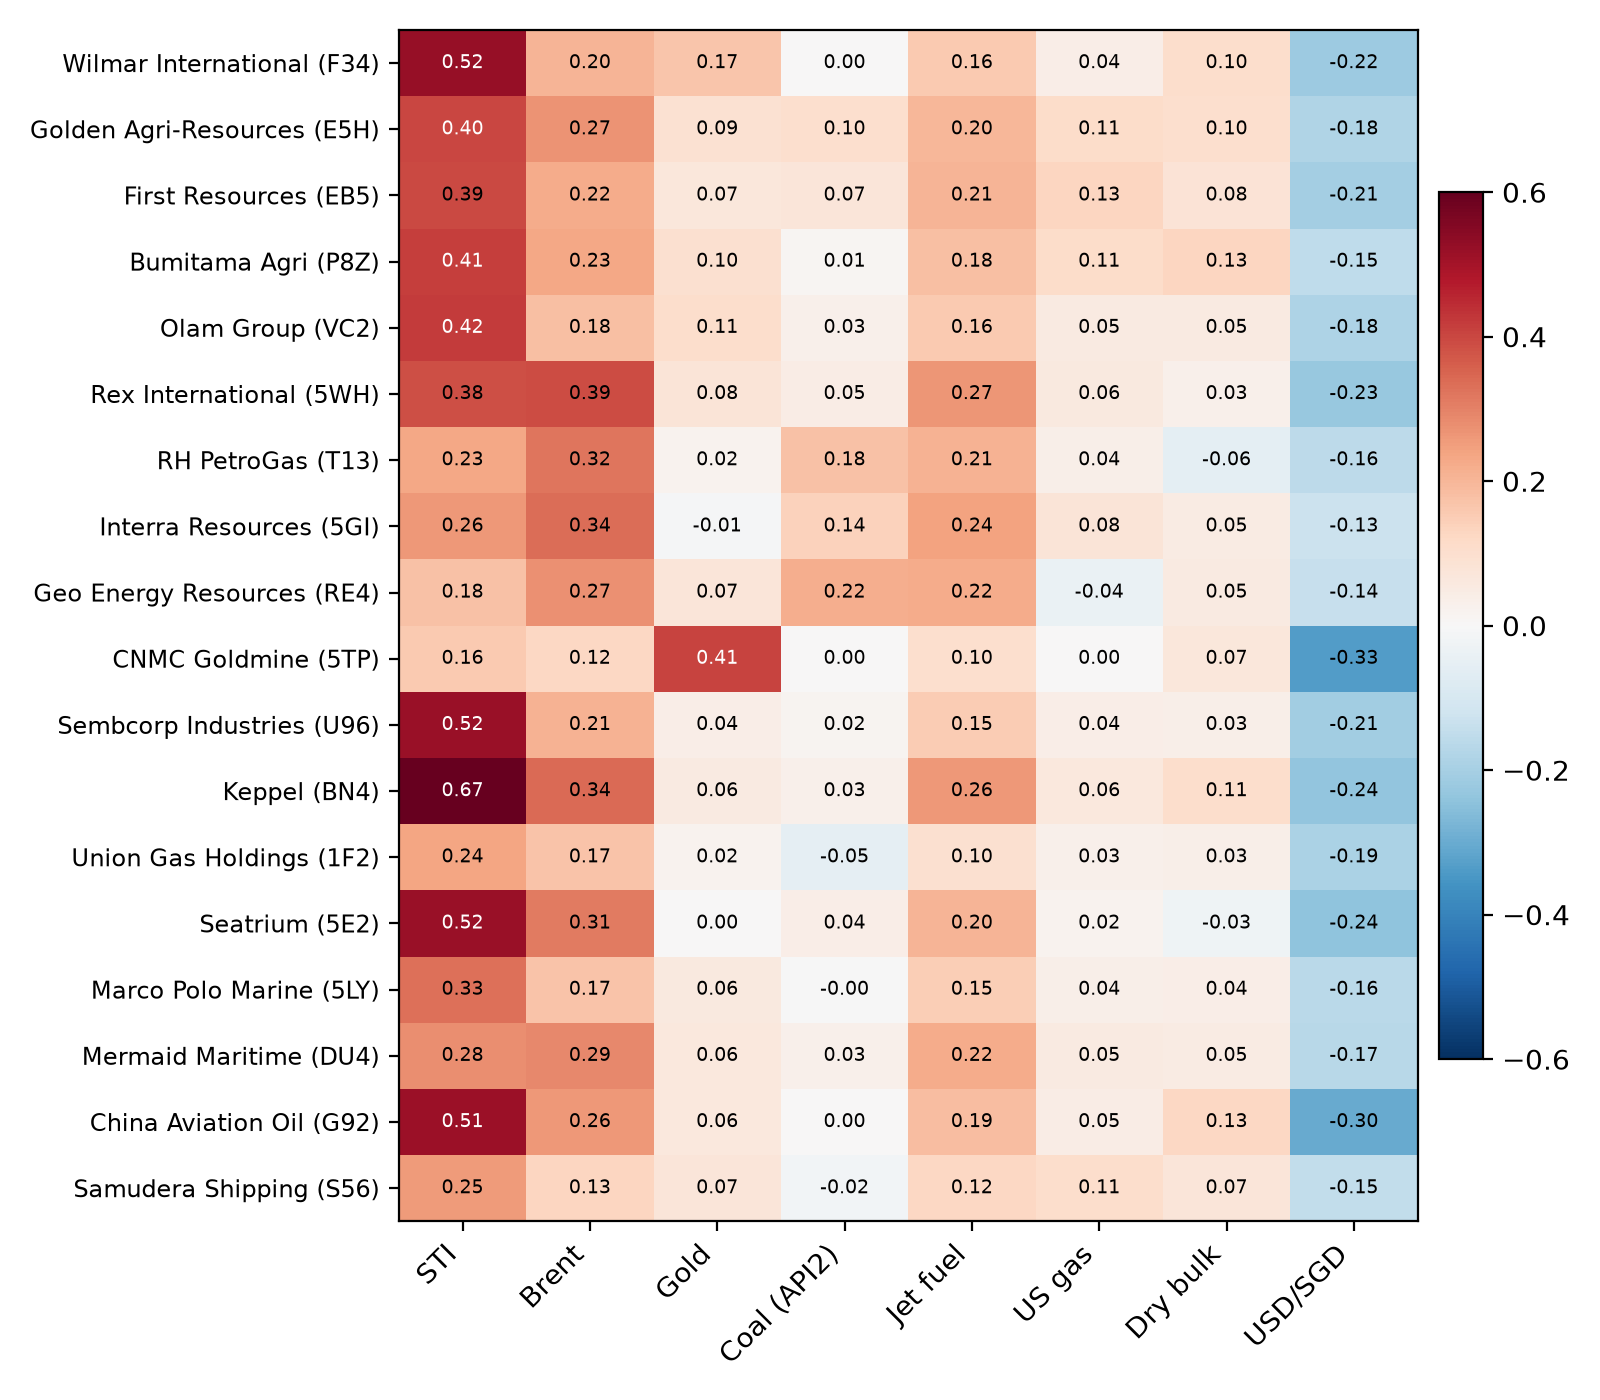 Wilmar International (F34) 0.52 0.20 0.17 0.00 0.16 0.04 0.10 -0.22
Golden Agri-Resources (E5H) 0.40 0.27 0.09 0.10 0.20 0.11 0.10 -0.18
First Resources (EB5) 0.39 0.22 0.07 0.07 0.21 0.13 0.08 -0.21
Bumitama Agri (P8Z) 0.41 0.23 0.10 0.01 0.18 0.11 0.13 -0.15
Olam Group (VC2) 0.42 0.18 0.11 0.03 0.16 0.05 0.05 -0.18
Rex International (5WH) 0.38 0.39 0.08 0.05 0.27 0.06 0.03 -0.23
RH PetroGas (T13) 0.23 0.32 0.02 0.18 0.21 0.04 -0.06 -0.16
Interra Resources (5GI) 0.26 0.34 -0.01 0.14 0.24 0.08 0.05 -0.13
Geo Energy Resources (RE4) 0.18 0.27 0.07 0.22 0.22 -0.04 0.05 -0.14
CNMC Goldmine (5TP) 0.16 0.12 0.41 0.00 0.10 0.00 0.07 -0.33
Sembcorp Industries (U96) 0.52 0.21 0.04 0.02 0.15 0.04 0.03 -0.21
Keppel (BN4) 0.67 0.34 0.06 0.03 0.26 0.06 0.11 -0.24
Union Gas Holdings (1F2) 0.24 0.17 0.02 -0.05 0.10 0.03 0.03 -0.19
Seatrium (5E2) 0.52 0.31 0.00 0.04 0.20 0.02 -0.03 -0.24
Marco Polo Marine (5LY) 0.33 0.17 0.06 -0.00 0.15 0.04 0.04 -0.16
Mermaid Maritime (DU4) 0.28 0.29 0.06 0.03 0.22 0.05 0.05 -0.17
China Aviation Oil (G92) 0.51 0.26 0.06 0.00 0.19 0.05 0.13 -0.30
Samudera Shipping (S56) 0.25 0.13 0.07 -0.02 0.12 0.11 0.07 -0.15
STI
Brent
Gold
Coal (API2)
Jet fuel
US gas
Dry bulk
USD/SGD
0.6
0.4
0.2
0.0
−0.2
−0.4
−0.6